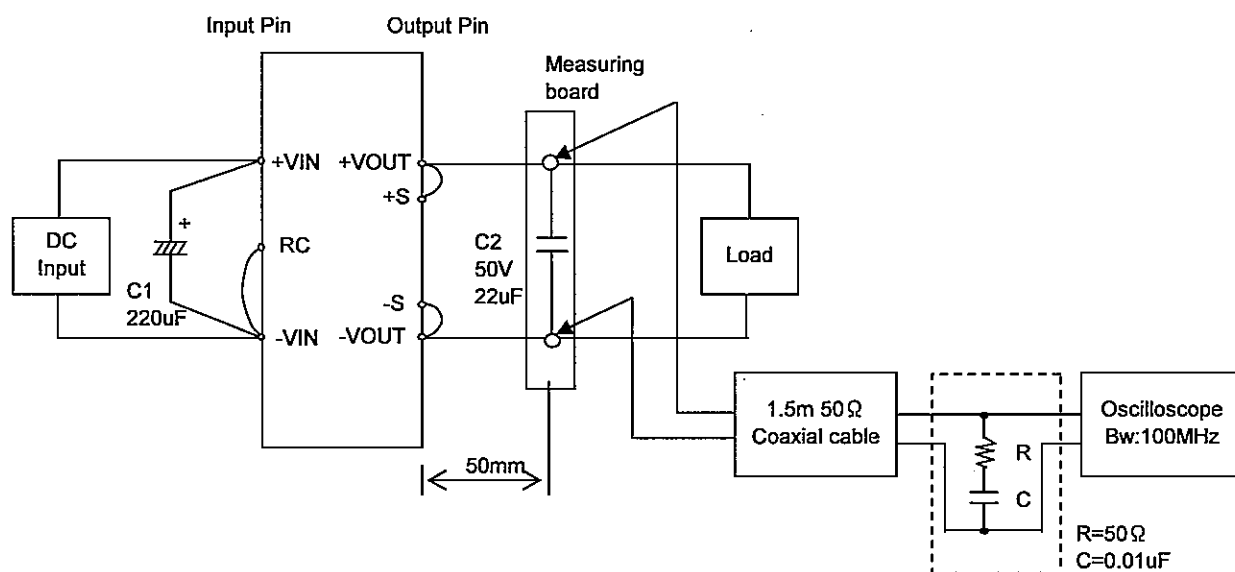 Input Pin
Output Pin
Measuring
board
+VIN
+VOUT
+S
+
DC
Input
RC
C1
220uF
C2
50V
22uF
Load
-S
-VIN
-VOUT
50mm
1.5m 50Ω
Coaxial cable
R
C
Oscilloscope
Bw:100MHz
R=50Ω
C=0.01uF